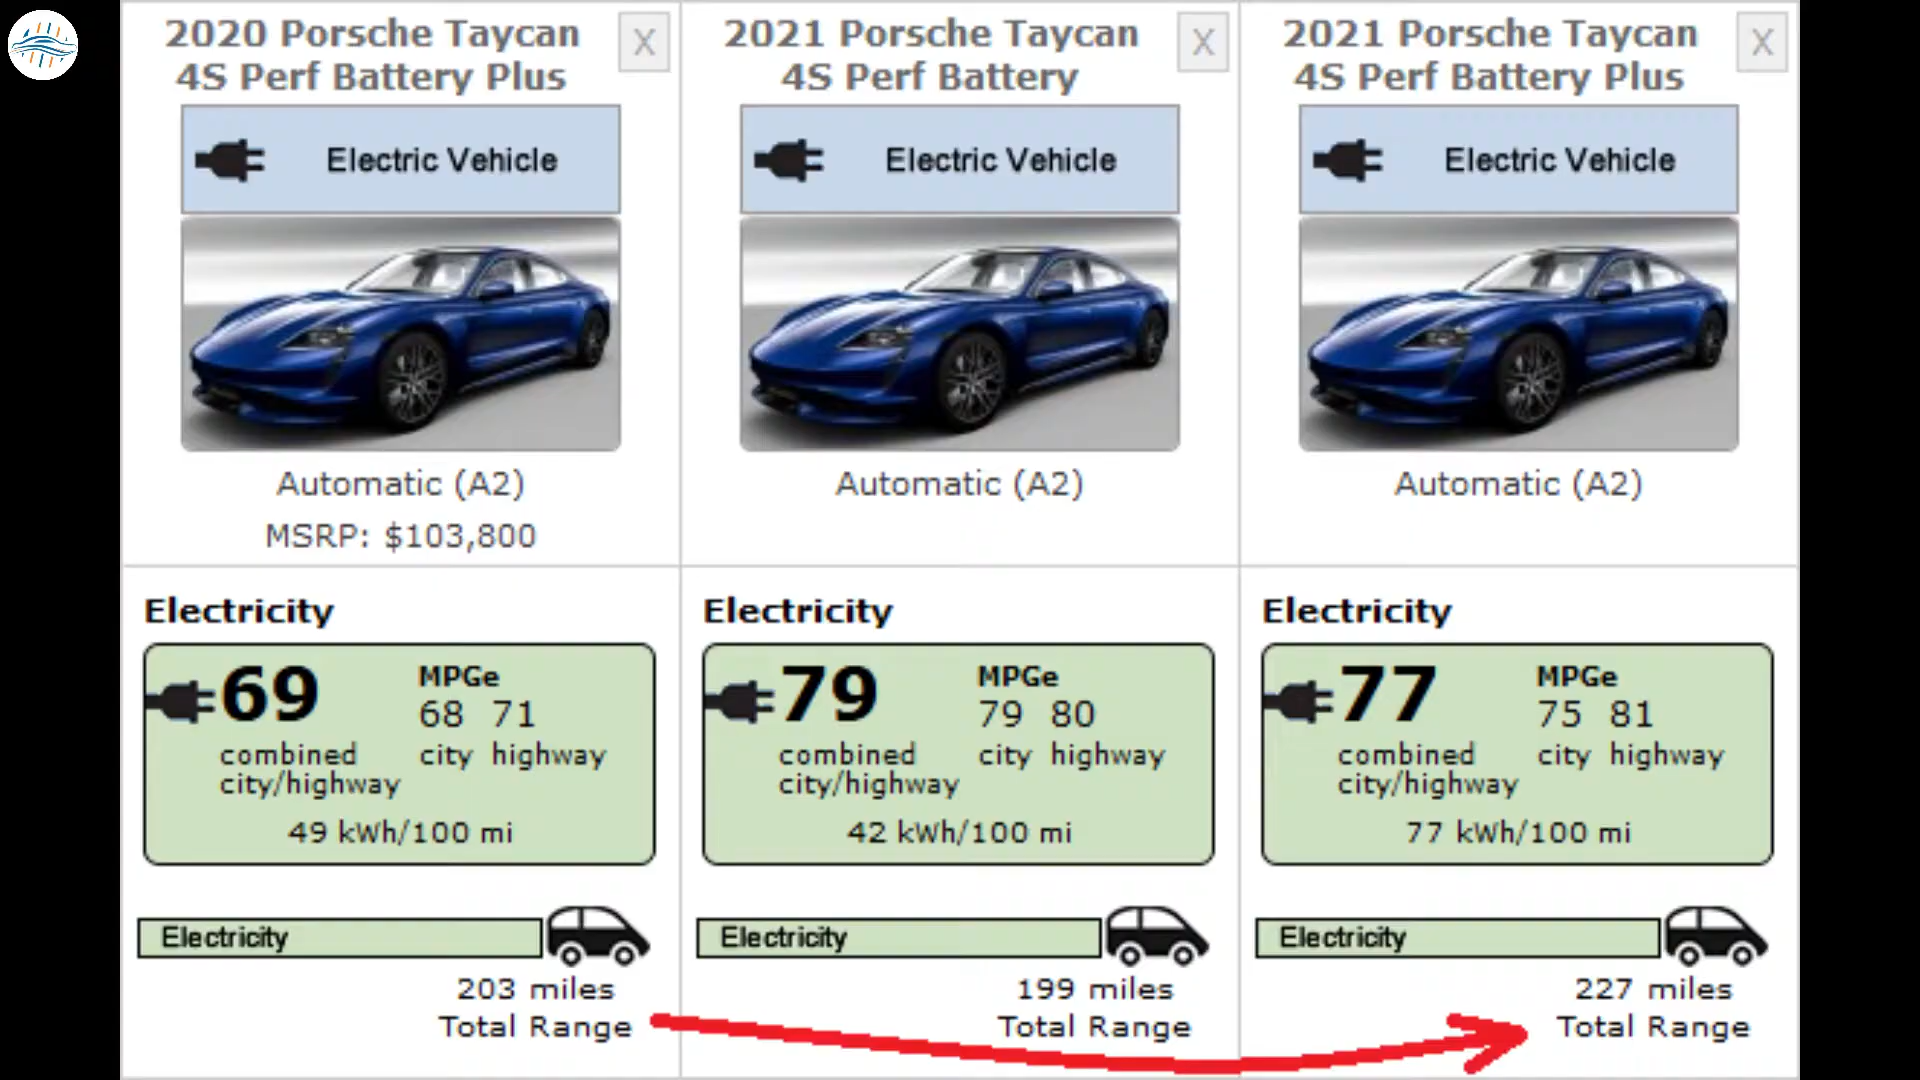 2020 Porsche Taycan
4S Perf Battery Plus
X
Electric Vehicle
Automatic (A2)
MSRP: $103,800
Electricity
69
combined
city/highway
MPGe
68 71
city highway
49 kWh/100 mi
Electricity
203 miles
Total Range
2021 Porsche Taycan
4S Perf Battery
X
Electric Vehicle
Automatic (A2)
Electricity
79
combined
city/highway
MPGe
79 80
city highway
42 kWh/100 mi
Electricity
199 miles
Total Range
2021 Porsche Taycan
4S Perf Battery Plus
X
Electric Vehicle
Automatic (A2)
Electricity
77
combined
city/highway
MPGe
75 81
city highway
77 kWh/100 mi
Electricity
227 miles
Total Range